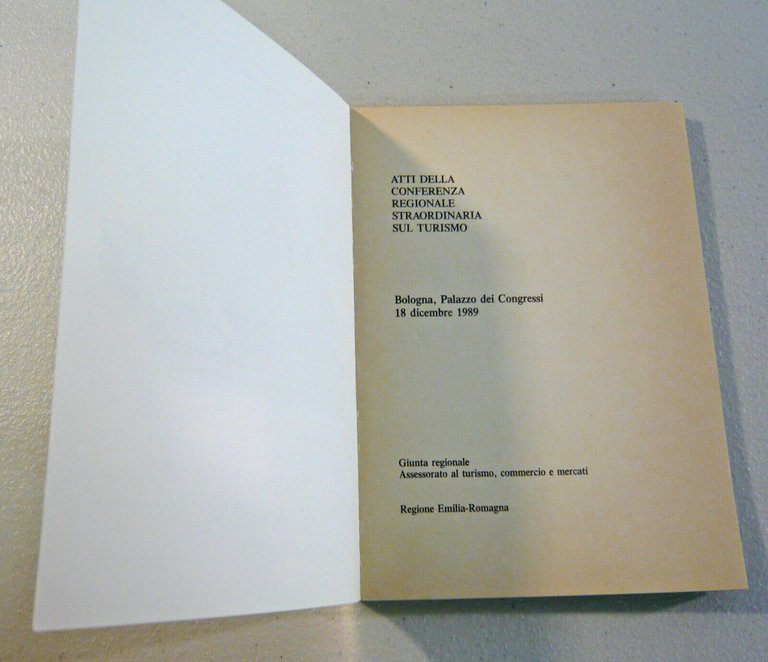 ATTI DELLA
CONFERENZA
REGIONALE
STRAORDINARIA
SUL TURISMO
Bologna, Palazzo dei Congressi
18 dicembre 1989
Giunta regionale
Assessorato al turismo, commercio e mercati
Regione Emilia-Romagna